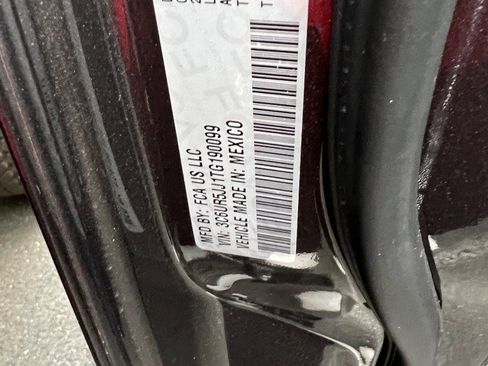 MFD BY: FCA US LLC
VIN: 3C6UR5JJ1TG190099
VEHICLE MADE IN: MEXICO